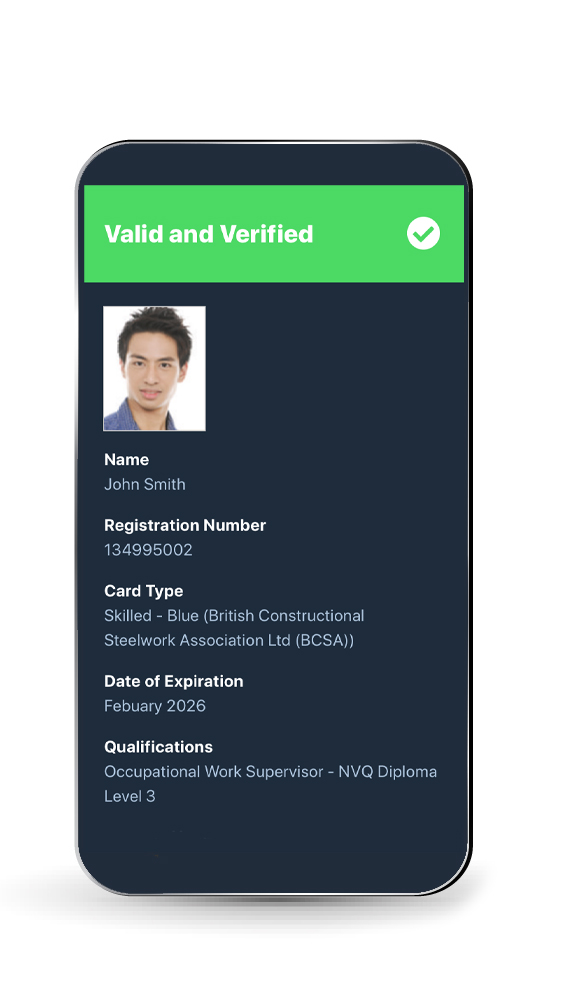 Valid and Verified
Name
John Smith
Registration Number
134995002
Card Type
Skilled - Blue (British Constructional
Steelwork Association Ltd (BCSA))
Date of Expiration
Febuary 2026
Qualifications
Occupational Work Supervisor - NVQ Diploma
Level 3